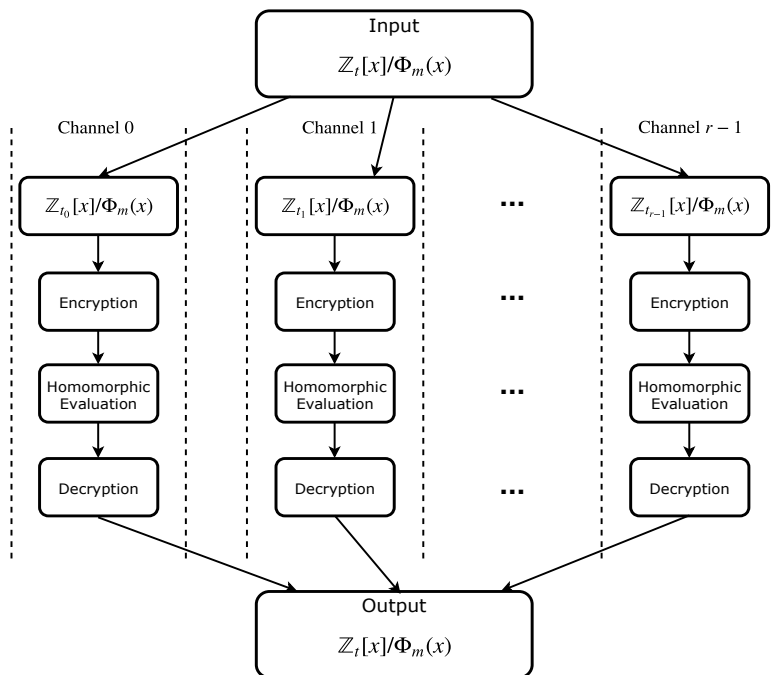 Input
ℤ_t[x]/Φ_m(x)
Channel 0
Channel 1
Channel r − 1
ℤ_{t_0}[x]/Φ_m(x)
ℤ_{t_1}[x]/Φ_m(x)
...
ℤ_{t_{r−1}}[x]/Φ_m(x)
Encryption
Encryption
...
Encryption
Homomorphic
Evaluation
Homomorphic
Evaluation
...
Homomorphic
Evaluation
Decryption
Decryption
...
Decryption
Output
ℤ_t[x]/Φ_m(x)